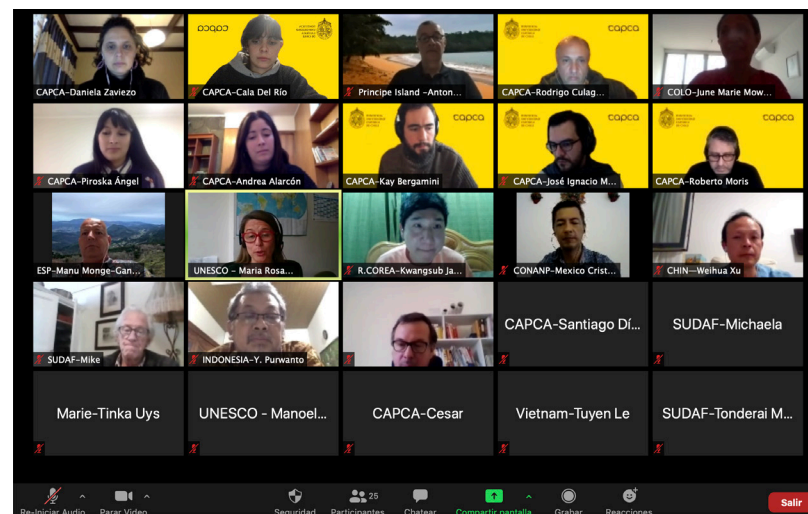 CAPCA-Daniela Zaviezo
capca
CAPCA-Cala Del Río
Principe Island -Anton...
capca
CAPCA-Rodrigo Culag...
COLO-June Marie Mow...
CAPCA-Piroska Ángel
CAPCA-Andrea Alarcón
capca
CAPCA-Kay Bergamini
capca
CAPCA-José Ignacio M...
capca
CAPCA-Roberto Moris
ESP-Manu Monge-Gan...
UNESCO - Maria Rosa...
R.COREA-Kwangsub Ja...
CONANP-Mexico Crist...
CHIN—Weihua Xu
SUDAF-Mike
INDONESIA-Y. Purwanto
CAPCA-Santiago Dí...
SUDAF-Michaela
Marie-Tinka Uys
UNESCO - Manoel...
CAPCA-Cesar
Vietnam-Tuyen Le
SUDAF-Tonderai M...
Re-Iniciar Audio
Parar Video
Seguridad
25
Participantes
Chatear
Compartir pantalla
Grabar
Reacciones
Salir